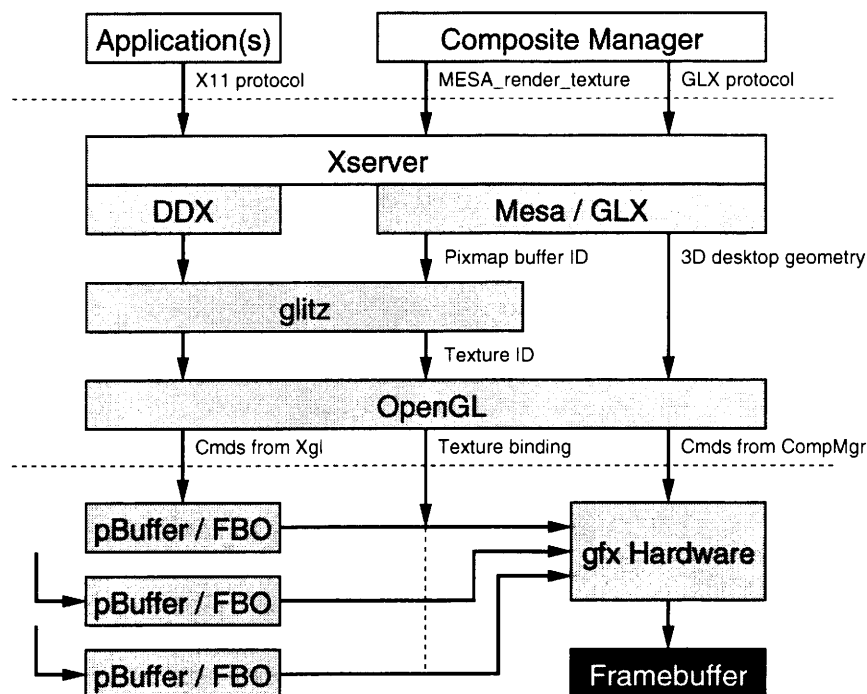 Application(s)
Composite Manager
X11 protocol
MESA_render_texture
GLX protocol
Xserver
DDX
Mesa / GLX
Pixmap buffer ID
3D desktop geometry
glitz
Texture ID
OpenGL
Cmds from Xgl
Texture binding
Cmds from CompMgr
pBuffer / FBO
gfx Hardware
pBuffer / FBO
pBuffer / FBO
Framebuffer